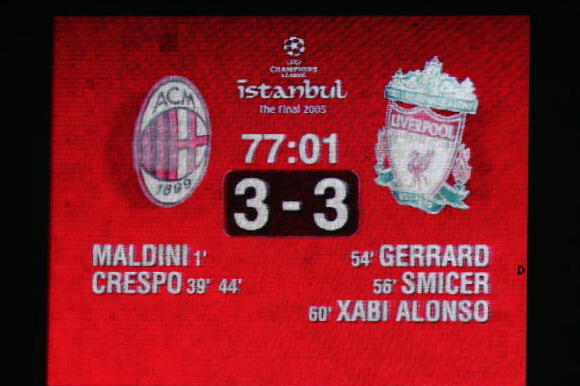 CHAMPIONS
LEAGUE
istanbul
The Final 2005
ACM
1899
LIVERPOOL
77:01
3 - 3
MALDINI 1'
CRESPO 39' 44'
54' GERRARD
56' SMICER
60' XABI ALONSO